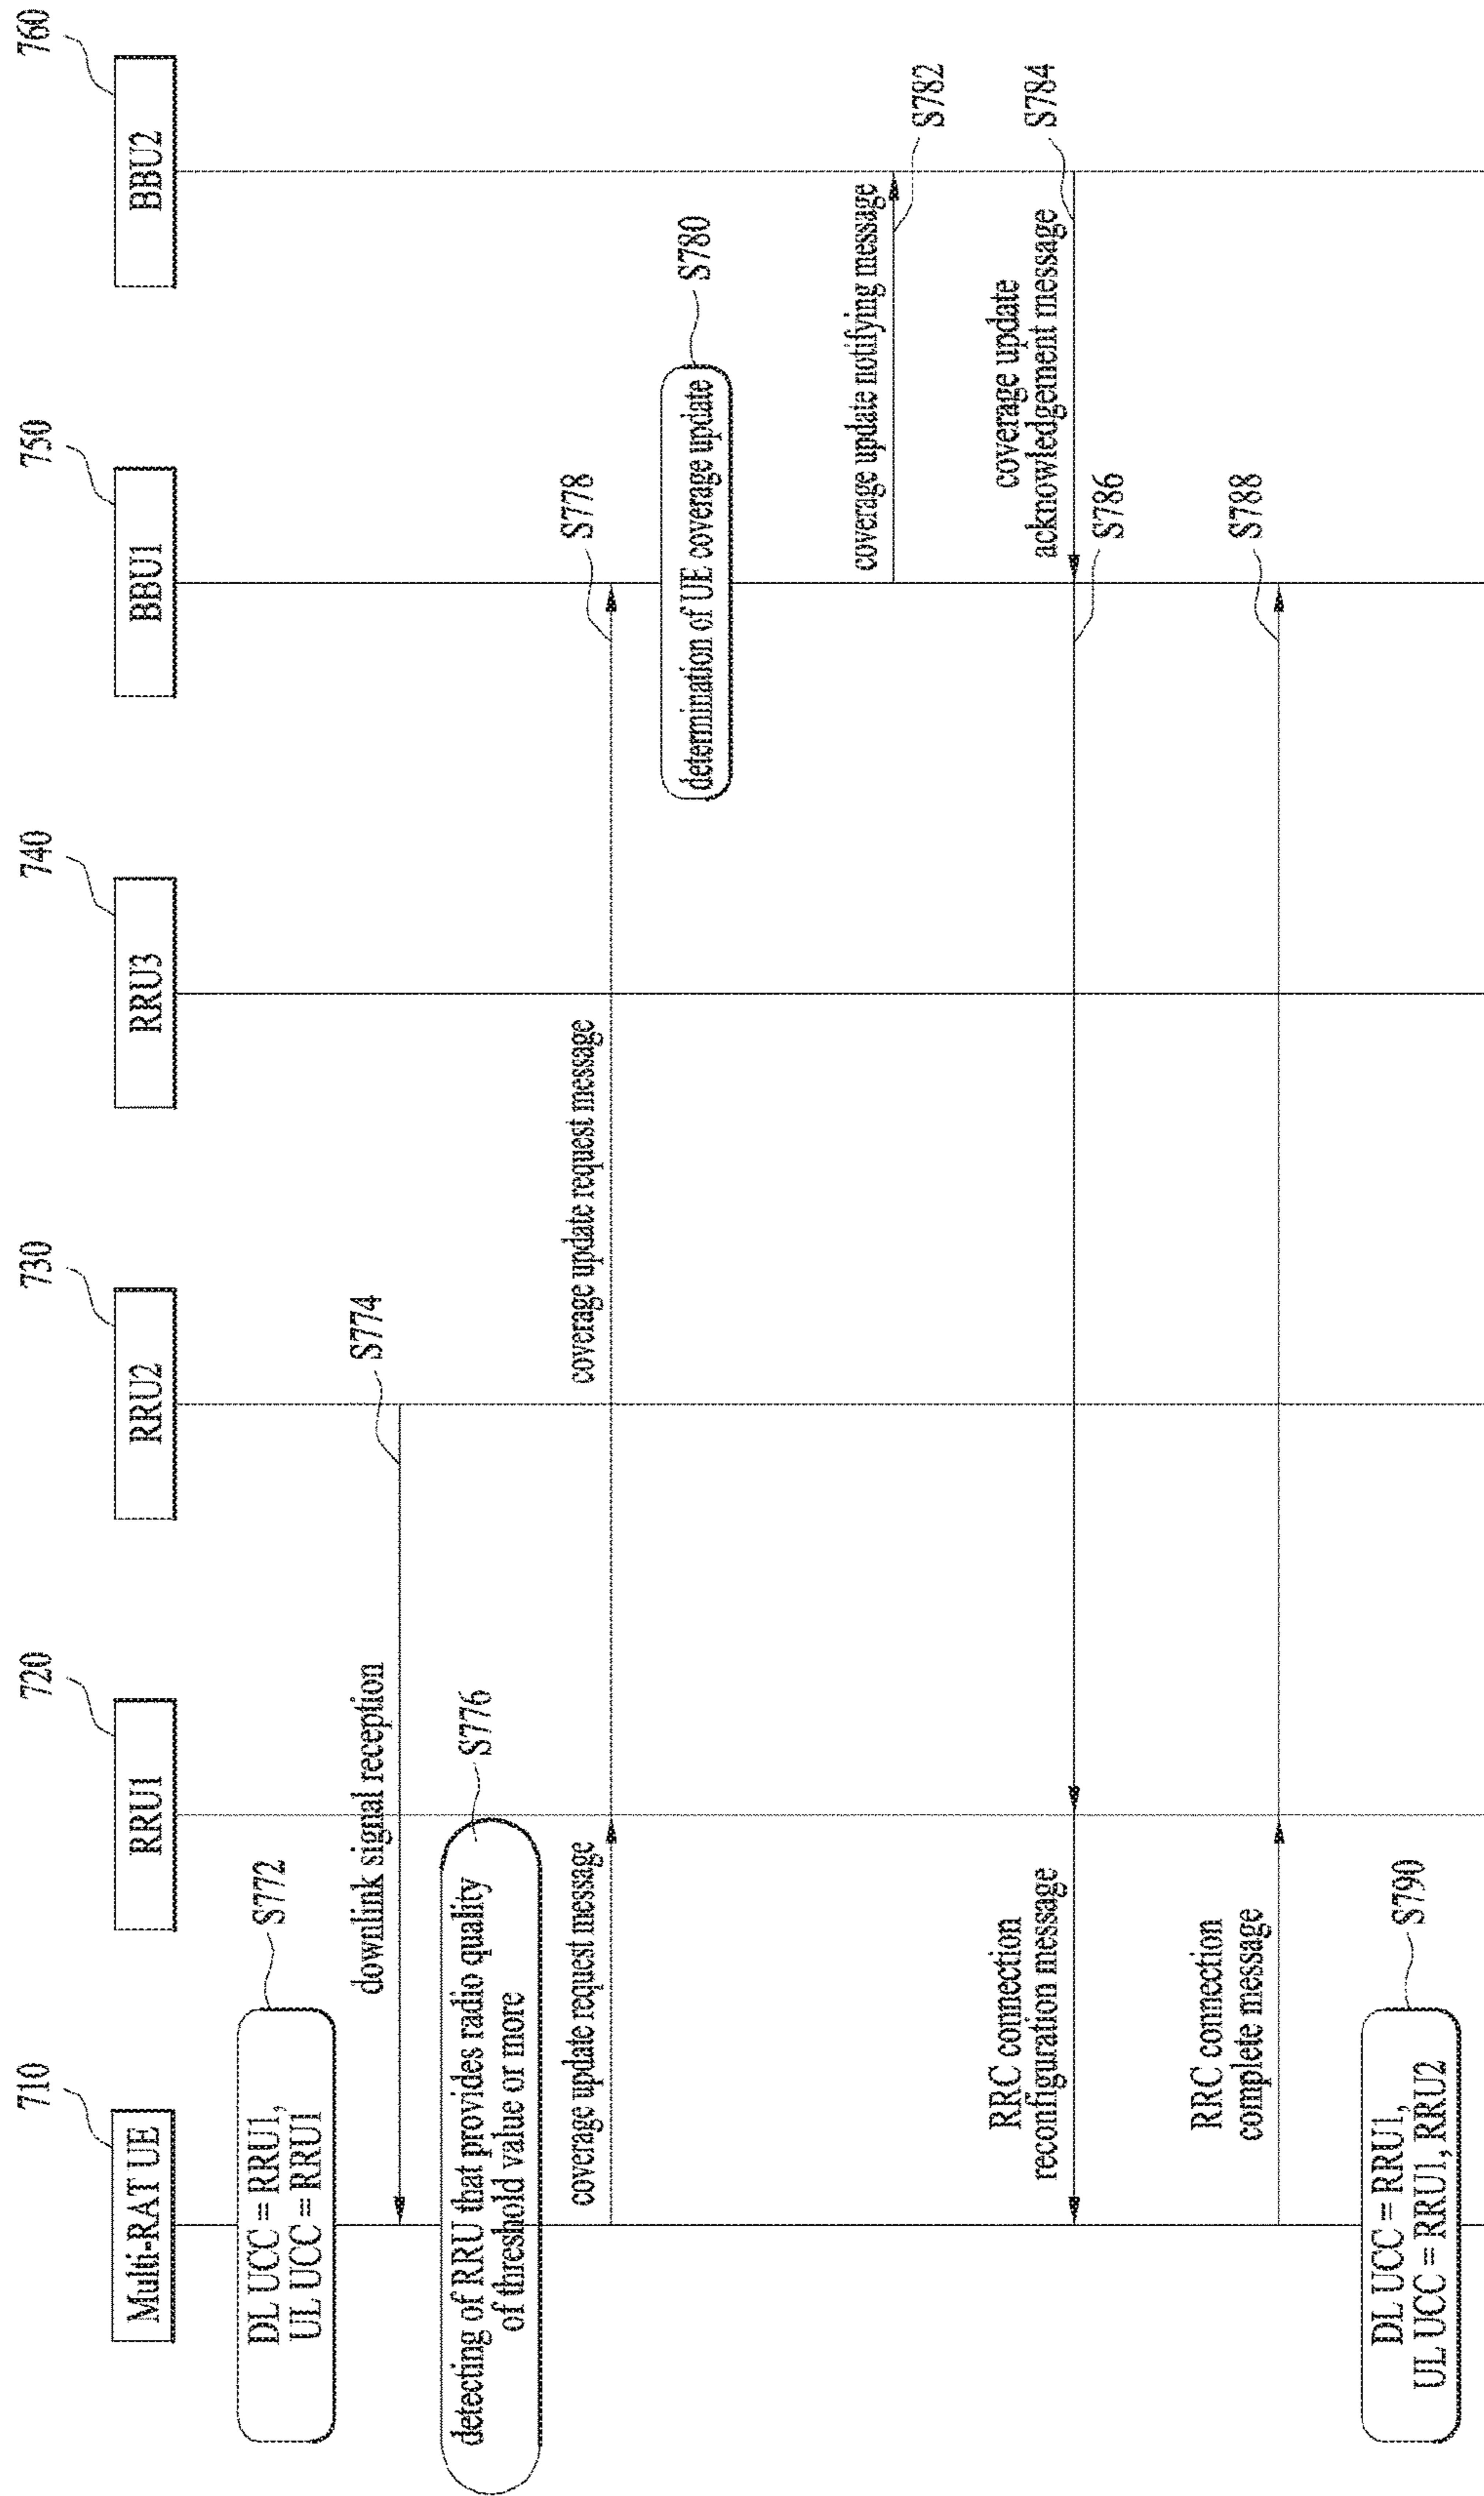 710
720
730
740
750
760
Multi-RAT UE
RRU1
RRU2
RRU3
BBU1
BBU2
DL UCC = RRU1,
UL UCC = RRU1
S772
downlink signal reception
S774
detecting of RRU that provides radio quality
of threshold value or more
S776
coverage update request message
coverage update request message
S778
determination of UE coverage update
S780
coverage update notifying message
S782
coverage update
acknowledgement message
S784
RRC connection
reconfiguration message
S786
RRC connection
complete message
S788
DL UCC = RRU1,
UL UCC = RRU1, RRU2
S790